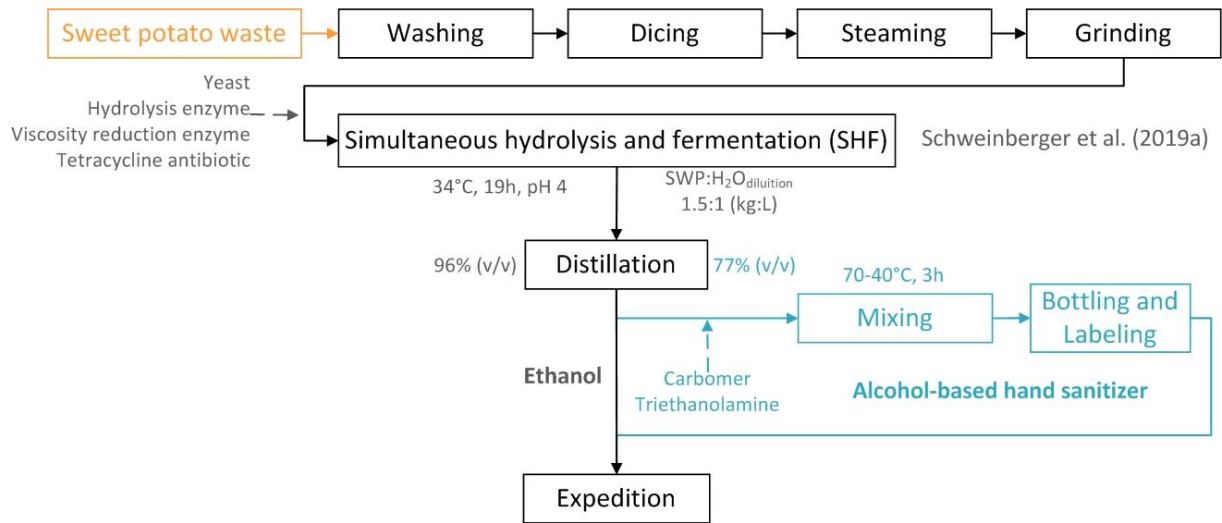 Sweet potato waste
Washing
Dicing
Steaming
Grinding
Yeast
Hydrolysis enzyme
Viscosity reduction enzyme
Tetracycline antibiotic
Simultaneous hydrolysis and fermentation (SHF)
Schweinberger et al. (2019a)
34°C, 19h, pH 4
SWP:H₂Odiluition
1.5:1 (kg:L)
96% (v/v)
Distillation
77% (v/v)
70-40°C, 3h
Mixing
Bottling and
Labeling
Ethanol
Carbomer
Triethanolamine
Alcohol-based hand sanitizer
Expedition